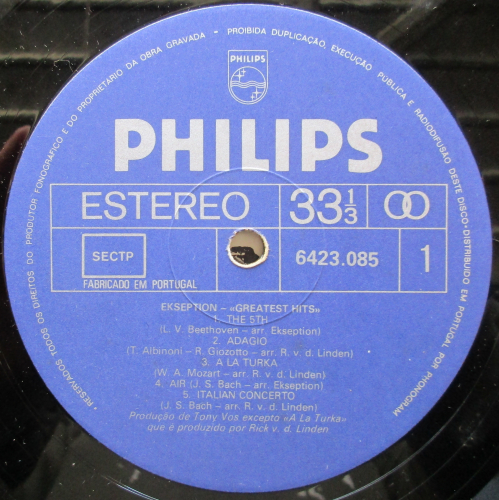 RESERVADOS TODOS OS DIREITOS DO PRODUTOR FONOGRÁFICO E DO PROPRIETÁRIO DA OBRA GRAVADA - PROIBIDA DUPLICAÇÃO, EXECUÇÃO PÚBLICA E RADIODIFUSÃO DESTE DISCO - DISTRIBUIDO EM PORTUGAL POR PHONOGRAM
PHILIPS
PHILIPS
ESTEREO 33 1/3
SECTP 6423.085 1
FABRICADO EM PORTUGAL
EKSEPTION – «GREATEST HITS»
1. THE 5TH
(L. V. Beethoven – arr. Ekseption)
2. ADAGIO
(T. Albinoni – R. Giozotto – arr. R. v. d. Linden)
3. A LA TURKA
(W. A. Mozart – arr. R. v. d. Linden)
4. AIR (J. S. Bach – arr. Ekseption)
5. ITALIAN CONCERTO
(J. S. Bach – arr. R. v. d. Linden)
Produção de Tony Vos excepto «A La Turka»
que é produzido por Rick v. d. Linden.